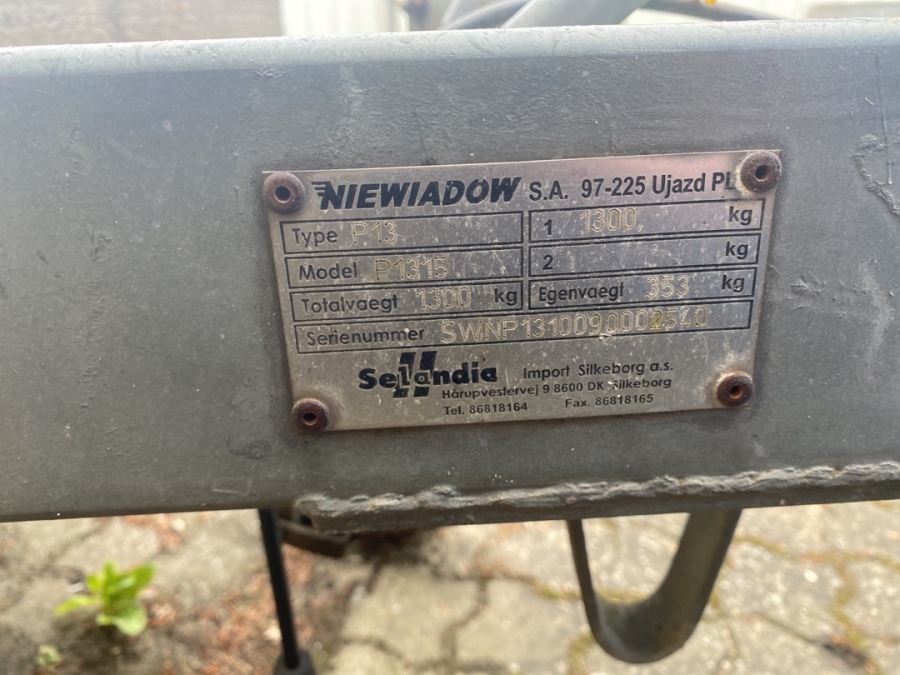 NIEWIADOW S.A. 97-225 Ujazd PL
Type P13 1 1300 kg
Model P1315 2 kg
Totalvaegt 1300 kg Egenvaegt 353 kg
Serienummer SWNP1310090002540
Selandia Import Silkeborg a.s.
Hårupvestervej 9 8600 DK Silkeborg
Tel. 86818164 Fax. 86818165